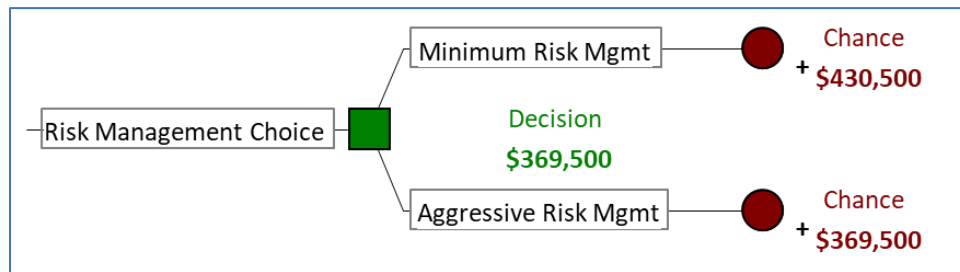 Minimum Risk Mgmt
Chance
+ $430,500
Risk Management Choice
Decision
$369,500
Aggressive Risk Mgmt
Chance
+ $369,500